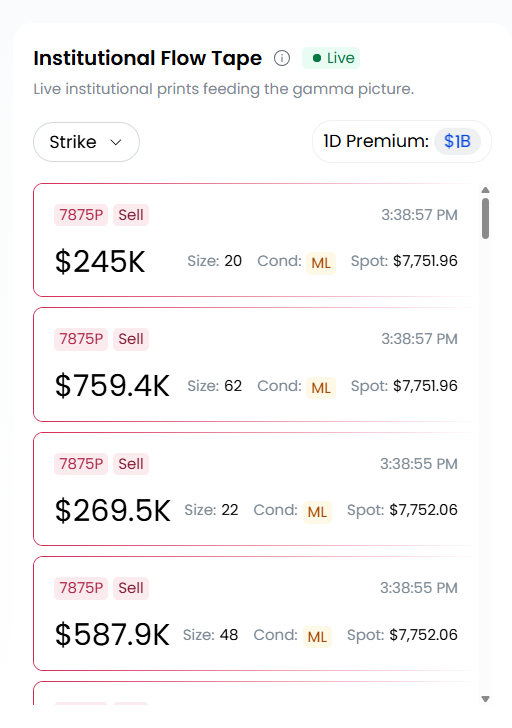 Institutional Flow Tape Live
Live institutional prints feeding the gamma picture.
Strike 1D Premium: $1B
7875P Sell 3:38:57 PM
$245K Size: 20 Cond: ML Spot: $7,751.96
7875P Sell 3:38:57 PM
$759.4K Size: 62 Cond: ML Spot: $7,751.96
7875P Sell 3:38:55 PM
$269.5K Size: 22 Cond: ML Spot: $7,752.06
7875P Sell 3:38:55 PM
$587.9K Size: 48 Cond: ML Spot: $7,752.06